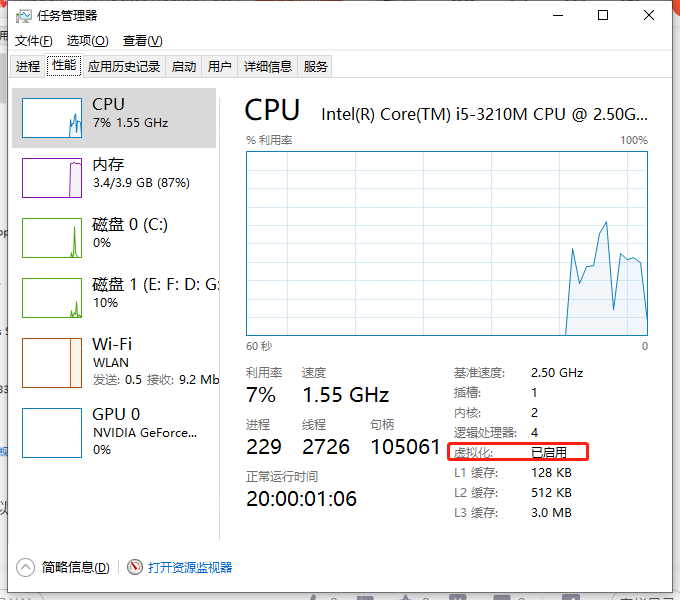 任务管理器
文件(F) 选项(O) 查看(V)
进程 性能 应用历史记录 启动 用户 详细信息 服务
CPU
7% 1.55 GHz
内存
3.4/3.9 GB (87%)
磁盘 0 (C:)
0%
磁盘 1 (E: F: D: G:
10%
Wi-Fi
WLAN
发送: 0.5 接收: 9.2 Mb
GPU 0
NVIDIA GeForce...
0%
CPU Intel(R) Core(TM) i5-3210M CPU @ 2.50G...
% 利用率 100%
60 秒 0
利用率 速度
7% 1.55 GHz
进程 线程 句柄
229 2726 105061
正常运行时间
20:00:01:06
基准速度: 2.50 GHz
插槽: 1
内核: 2
逻辑处理器: 4
虚拟化: 已启用
L1 缓存: 128 KB
L2 缓存: 512 KB
L3 缓存: 3.0 MB
简略信息(D) 打开资源监视器